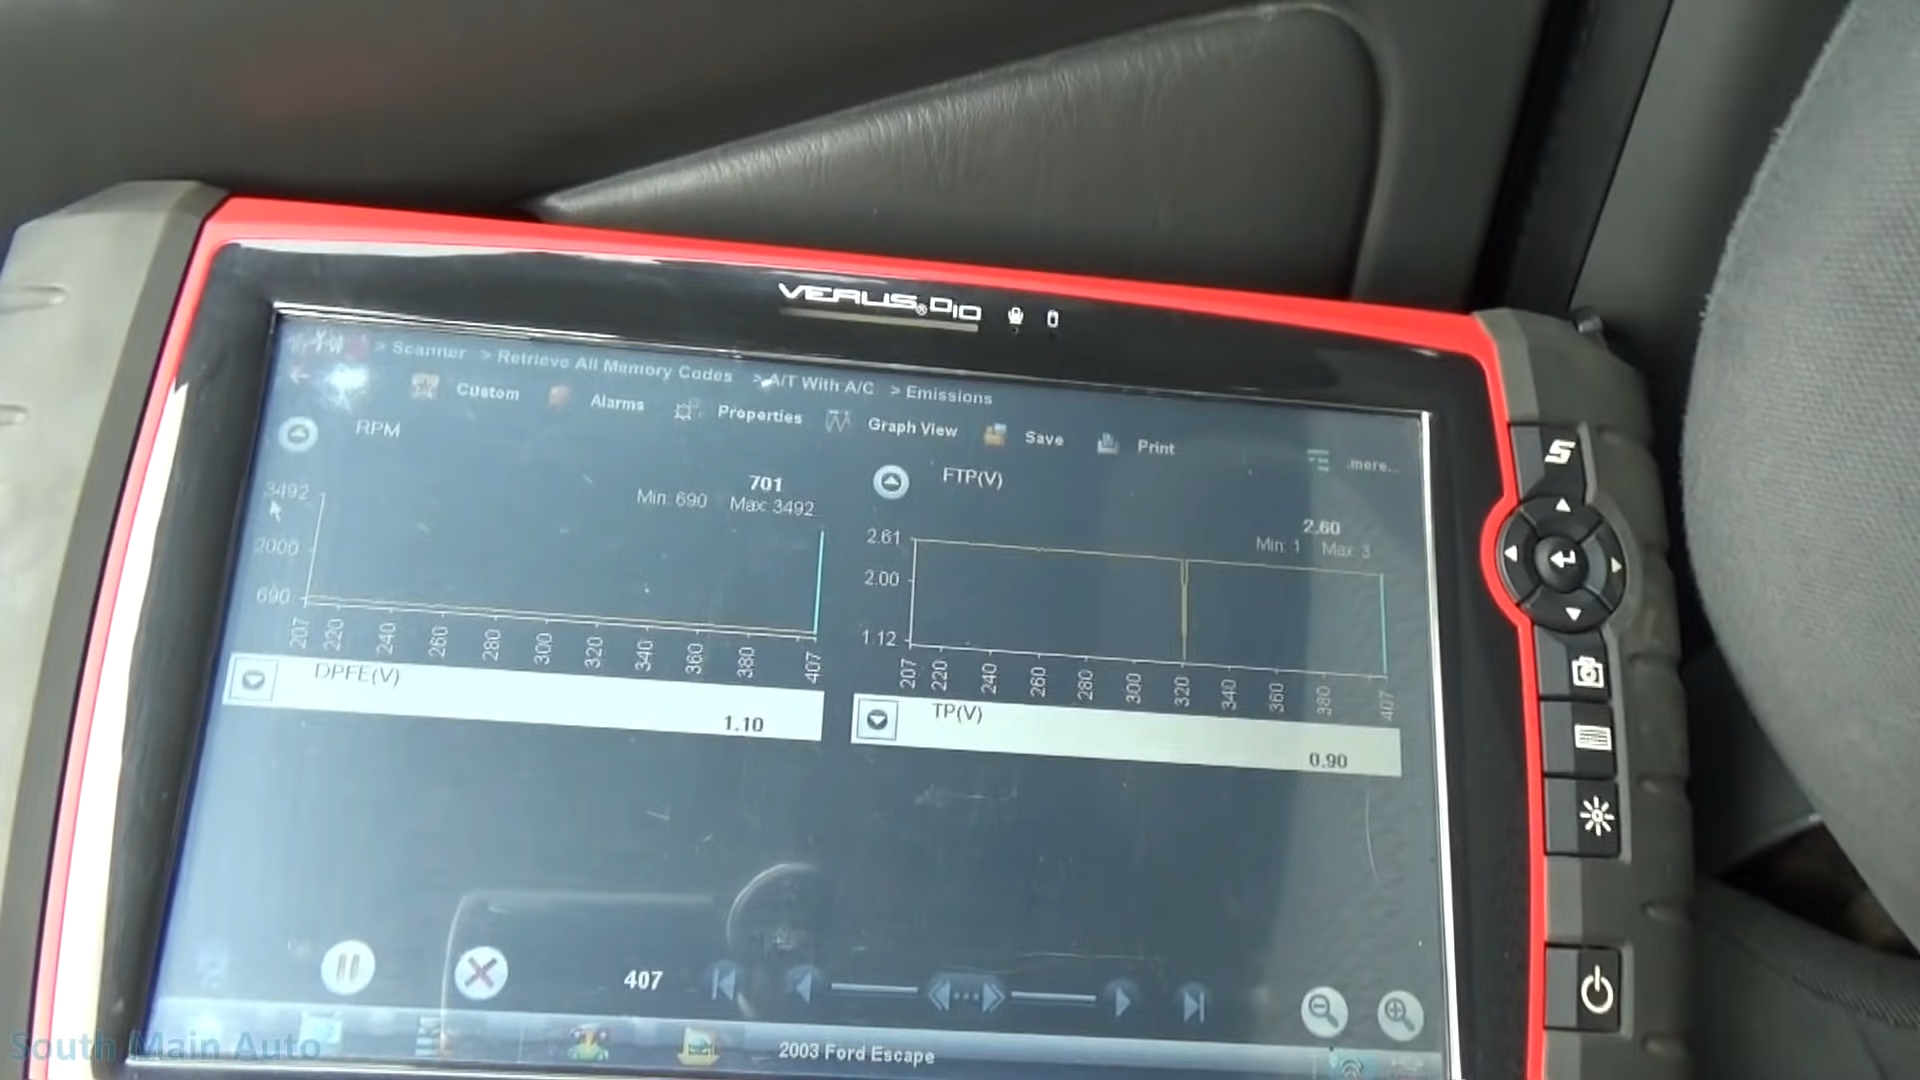 VERUS® D10
> Scanner > Retrieve All Memory Codes > A/T With A/C > Emissions
Custom Alarms Properties Graph View Save Print
RPM
701
Min: 690 Max: 3492
3492
2000
690
207 220 240 260 280 300 320 340 360 380 407
FTP(V)
2.60
Min: 1 Max: 3
2.61
2.00
1.12
207 220 240 260 280 300 320 340 360 380 407
DPFE(V)
1.10
TP(V)
0.90
407
2003 Ford Escape
South Main Auto